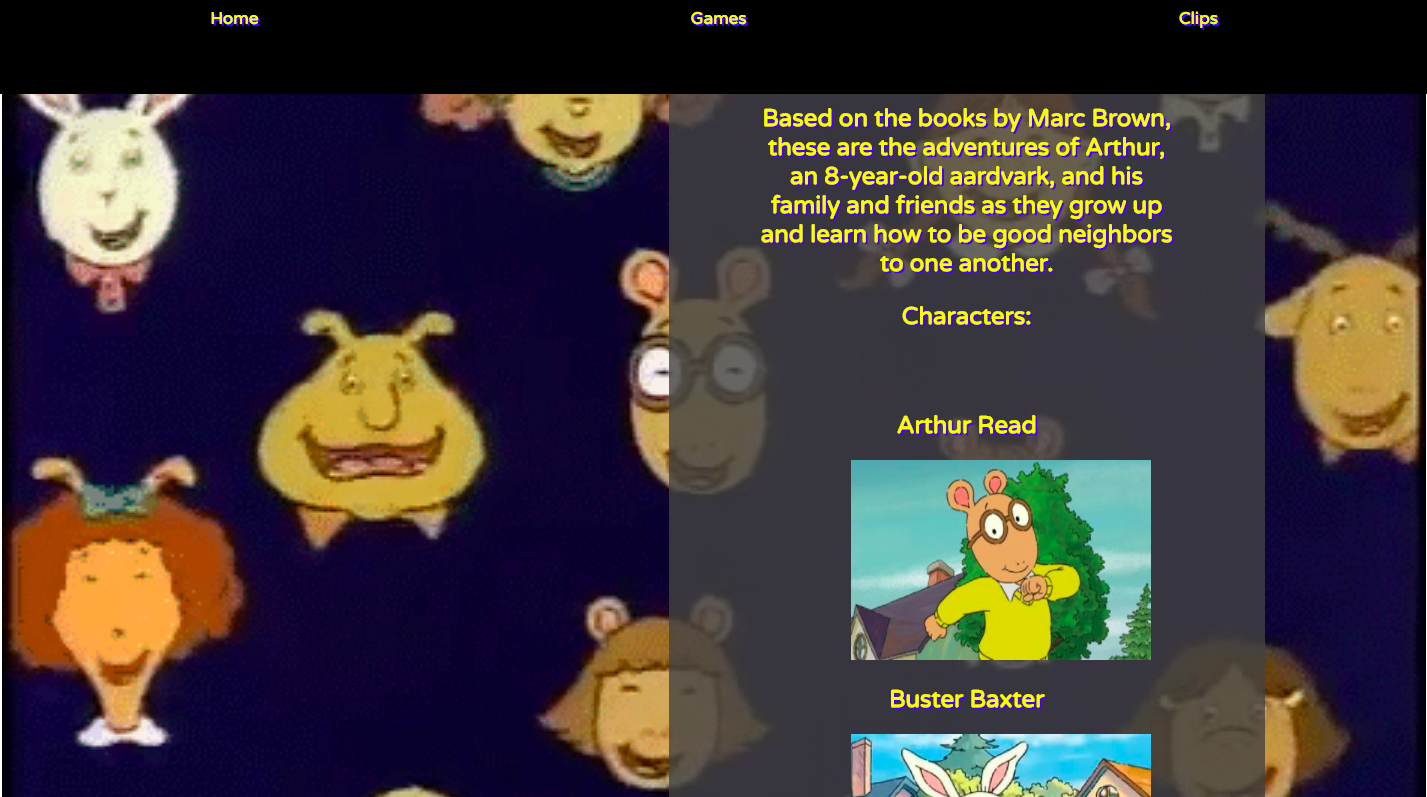 Home Games Clips
Based on the books by Marc Brown,
these are the adventures of Arthur,
an 8-year-old aardvark, and his
family and friends as they grow up
and learn how to be good neighbors
to one another.
Characters:
Arthur Read
Buster Baxter